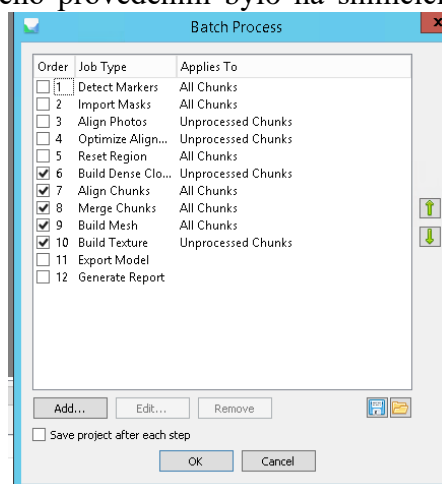 provedením bylo na
Batch Process
Order Job Type Applies To
1 Detect Markers All Chunks
2 Import Masks All Chunks
3 Align Photos Unprocessed Chunks
4 Optimize Align... Unprocessed Chunks
5 Reset Region All Chunks
6 Build Dense Clo... Unprocessed Chunks
7 Align Chunks All Chunks
8 Merge Chunks All Chunks
9 Build Mesh All Chunks
10 Build Texture Unprocessed Chunks
11 Export Model
12 Generate Report
Add... Edit... Remove
Save project after each step
OK Cancel